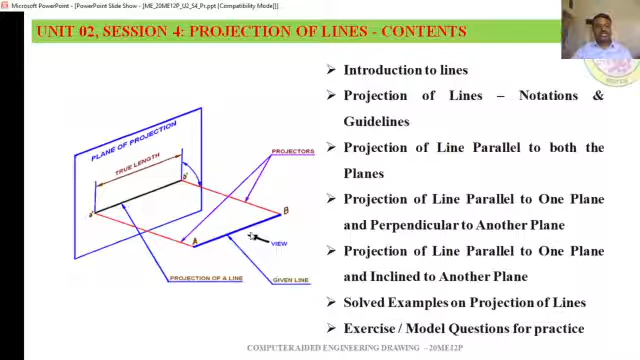 Microsoft PowerPoint - [PowerPoint Slide Show - [ME_20ME12P_U2_S4_Pr.ppt [Compatibility Mode]]]
UNIT 02, SESSION 4: PROJECTION OF LINES - CONTENTS
➢ Introduction to lines
➢ Projection of Lines – Notations &
Guidelines
➢ Projection of Line Parallel to both the
Planes
➢ Projection of Line Parallel to One Plane
and Perpendicular to Another Plane
➢ Projection of Line Parallel to One Plane
and Inclined to Another Plane
➢ Solved Examples on Projection of Lines
➢ Exercise / Model Questions for practice
PLANE OF PROJECTION
TRUE LENGTH
PROJECTORS
a'
b'
A
B
VIEW
PROJECTION OF A LINE
GIVEN LINE
COMPUTER AIDED ENGINEERING DRAWING – 20ME12P